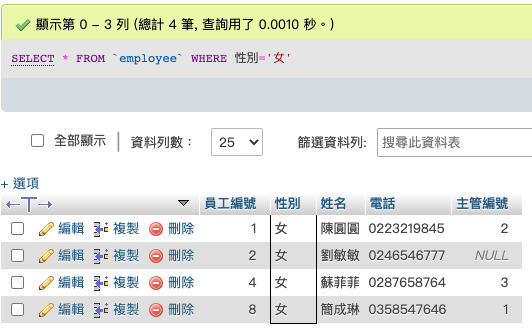 顯示第 0 - 3 列 (總計 4 筆, 查詢用了 0.0010 秒。)
SELECT * FROM `employee` WHERE 性別='女'
全部顯示 資料列數： 25 篩選資料列: 搜尋此資料表
+ 選項
←T→ 員工編號 性別 姓名 電話 主管編號
編輯 複製 刪除 1 女 陳圓圓 0223219845 2
編輯 複製 刪除 2 女 劉敏敏 0246546777 NULL
編輯 複製 刪除 4 女 蘇菲菲 0287658764 3
編輯 複製 刪除 8 女 簡成琳 0358547646 1